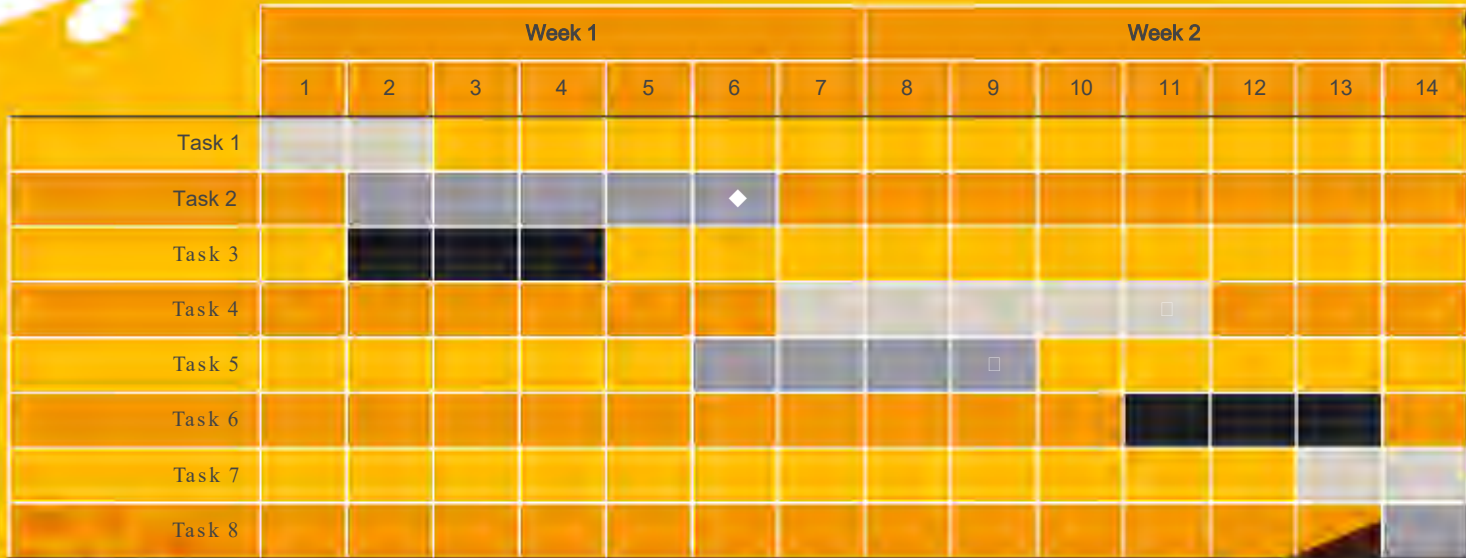 Week 1 Week 2
1 2 3 4 5 6 7 8 9 10 11 12 13 14
Task 1
Task 2
Task 3
Task 4
Task 5
Task 6
Task 7
Task 8